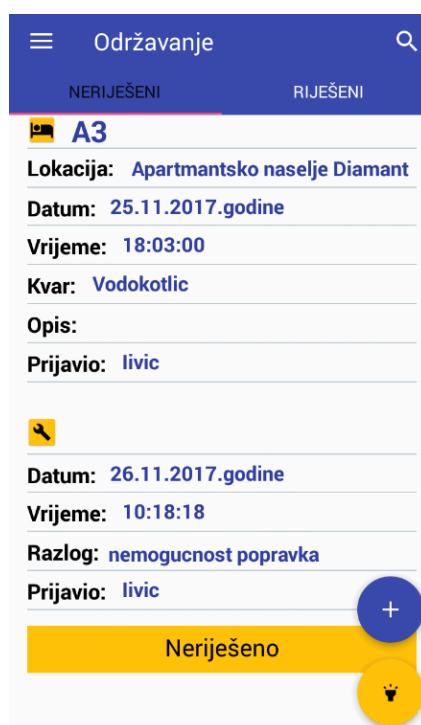 Održavanje
NERIJEŠENI RIJEŠENI
A3
Lokacija: Apartmantsko naselje Diamant
Datum: 25.11.2017.godine
Vrijeme: 18:03:00
Kvar: Vodokotlic
Opis:
Prijavio: livic
Datum: 26.11.2017.godine
Vrijeme: 10:18:18
Razlog: nemogucnost popravka
Prijavio: livic
Neriješeno